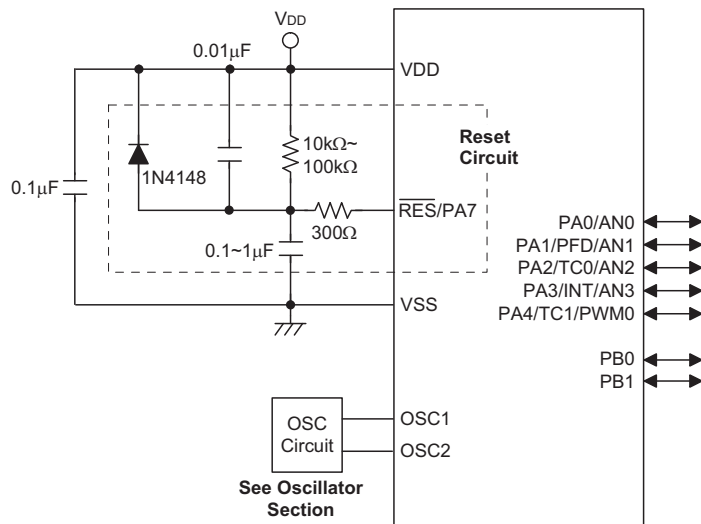 VDD
0.01μF
VDD
Reset
Circuit
10kΩ~
100kΩ
1N4148
0.1μF
RES/PA7
300Ω
0.1~1μF
VSS
PA0/AN0
PA1/PFD/AN1
PA2/TC0/AN2
PA3/INT/AN3
PA4/TC1/PWM0
PB0
PB1
OSC
Circuit
OSC1
OSC2
See Oscillator
Section